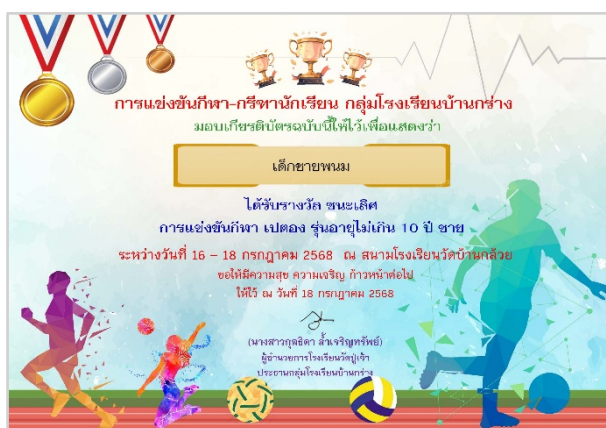 การแข่งขันกีฬา-กรีฑานักเรียน กลุ่มโรงเรียนบ้านกร่าง
มอบเกียรติบัตรฉบับนี้ให้ไว้เพื่อแสดงว่า
เด็กชายพนม
ได้รับรางวัล ชนะเลิศ
การแข่งขันกีฬา เปตอง รุ่นอายุไม่เกิน 10 ปี ชาย
ระหว่างวันที่ 16 – 18 กรกฎาคม 2568 ณ สนามโรงเรียนวัดบ้านกล้วย
ขอให้มีความสุข ความเจริญ ก้าวหน้าต่อไป
ให้ไว้ ณ วันที่ 18 กรกฎาคม 2568
(นางสาวกุลธิดา ล้ำเจริญทรัพย์)
ผู้อำนวยการโรงเรียนวัดปู่เจ้า
ประธานกลุ่มโรงเรียนบ้านกร่าง